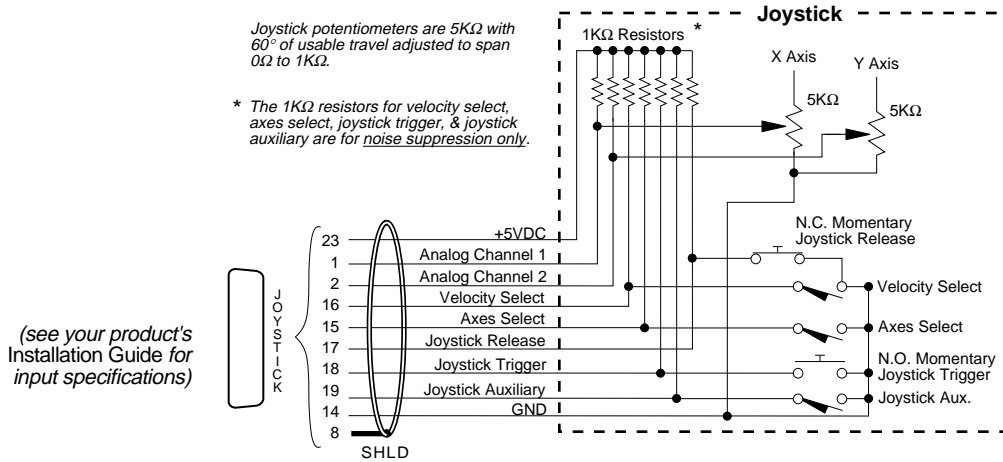 Joystick potentiometers are 5KΩ with
60° of usable travel adjusted to span
0Ω to 1KΩ.
* The 1KΩ resistors for velocity select,
axes select, joystick trigger, & joystick
auxiliary are for noise suppression only.
Joystick
1KΩ Resistors *
X Axis
Y Axis
5KΩ
5KΩ
N.C. Momentary
Joystick Release
Velocity Select
Axes Select
N.O. Momentary
Joystick Trigger
Joystick Aux.
(see your product's
Installation Guide for
input specifications)
JOYSTICK
23 +5VDC
1 Analog Channel 1
2 Analog Channel 2
16 Velocity Select
15 Axes Select
17 Joystick Release
18 Joystick Trigger
19 Joystick Auxiliary
14 GND
8
SHLD